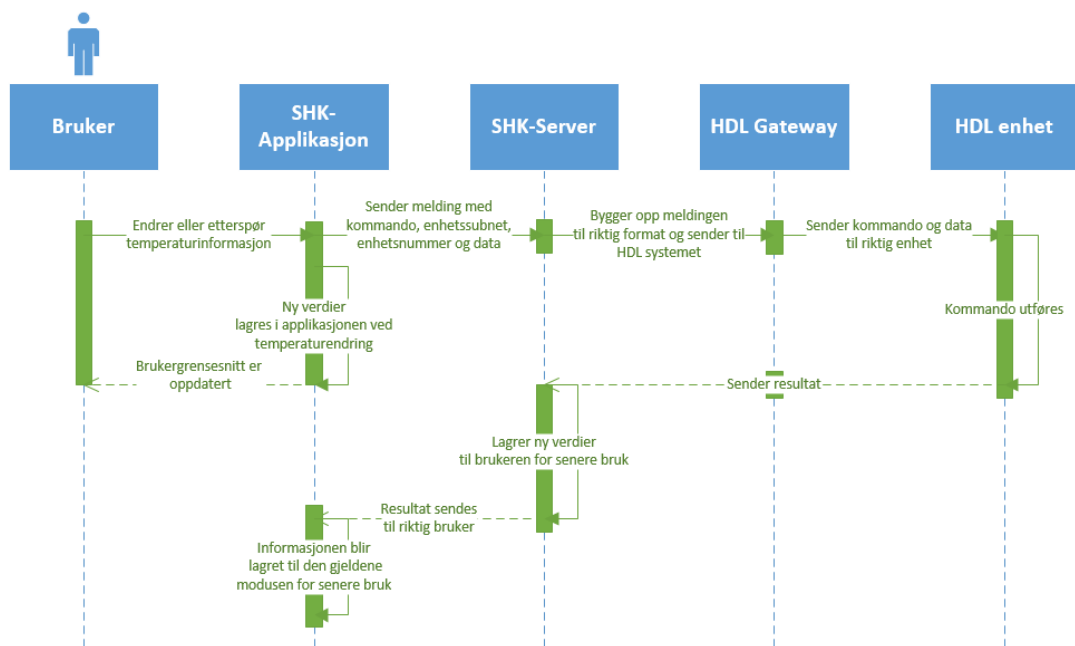 Bruker
SHK-
Applikasjon
SHK-Server
HDL Gateway
HDL enhet
Endrer eller etterspør
temperaturinformasjon
Sender melding med
kommando, enhetssubnet,
enhetsnummer og data
Bygger opp meldingen
til riktig format og sender til
HDL systemet
Sender kommando og data
til riktig enhet
Ny verdier
lagres i applikasjonen ved
temperaturendring
Kommando utføres
Brukergrensesnitt er
oppdatert
Sender resultat
Lagrer ny verdier
til brukeren for senere bruk
Resultat sendes
til riktig bruker
Informasjonen blir
lagret til den gjeldene
modusen for senere bruk